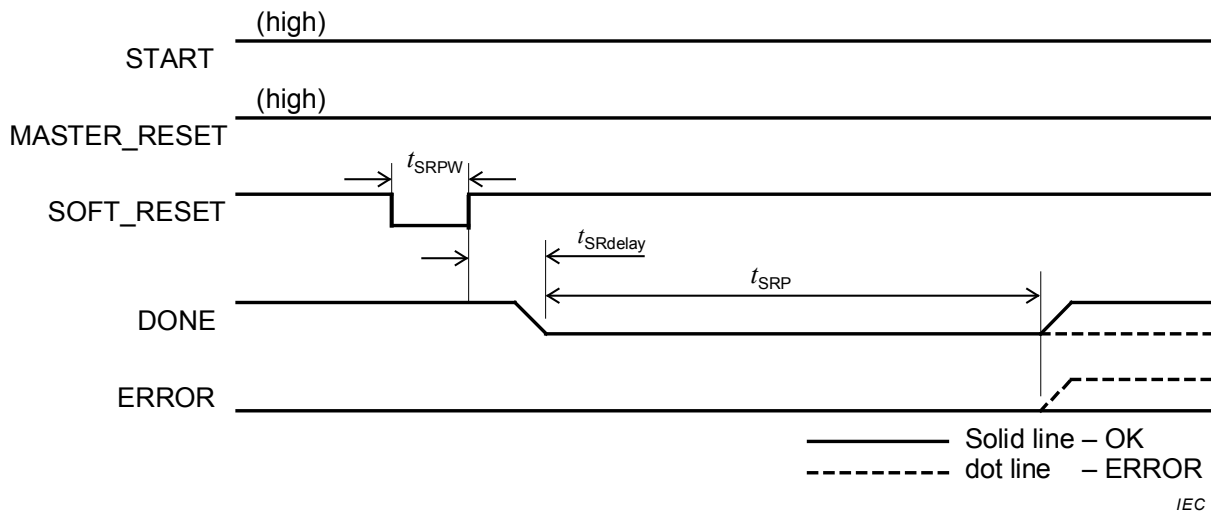 (high)
START
(high)
MASTER_RESET
tSRPW
SOFT_RESET
tSRdelay
tSRP
DONE
ERROR
Solid line – OK
dot line – ERROR
IEC